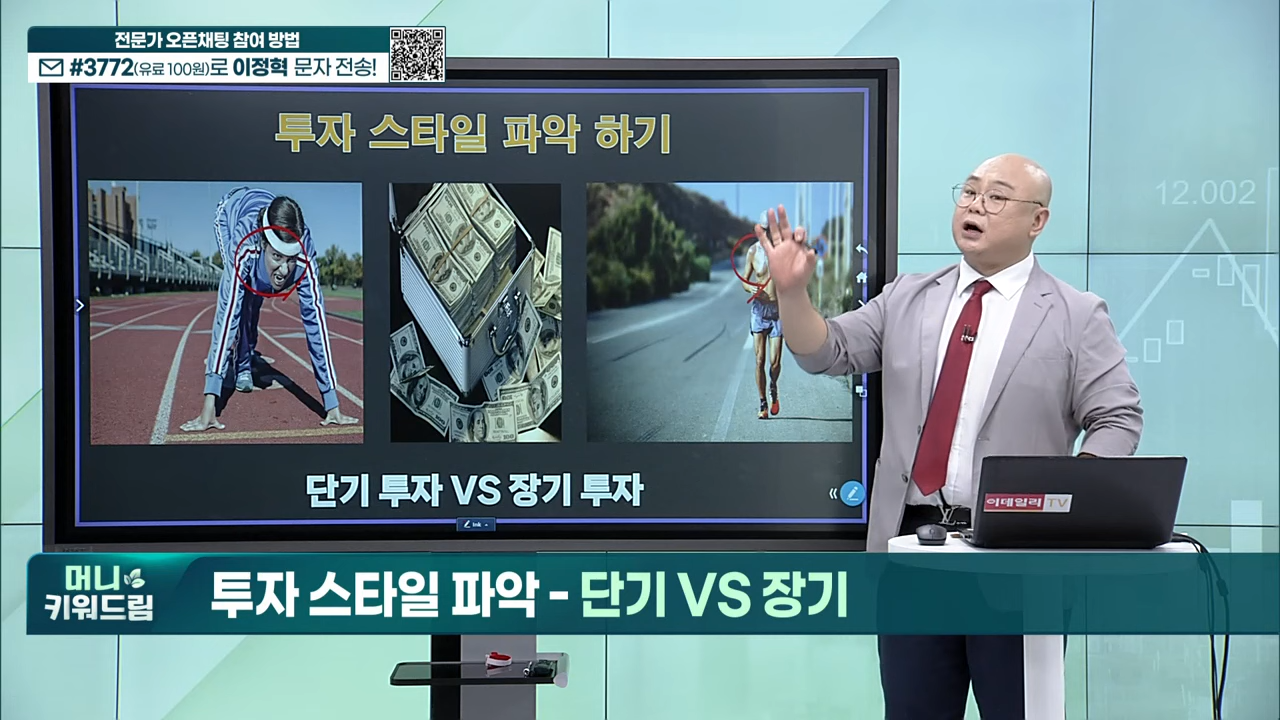 전문가 오픈채팅 참여 방법
#3772(유료 100원)로 이정혁 문자 전송!
투자 스타일 파악 하기
12.002
단기 투자 VS 장기 투자
Ink
이데일리 TV
머니
키워드림
투자 스타일 파악 - 단기 VS 장기